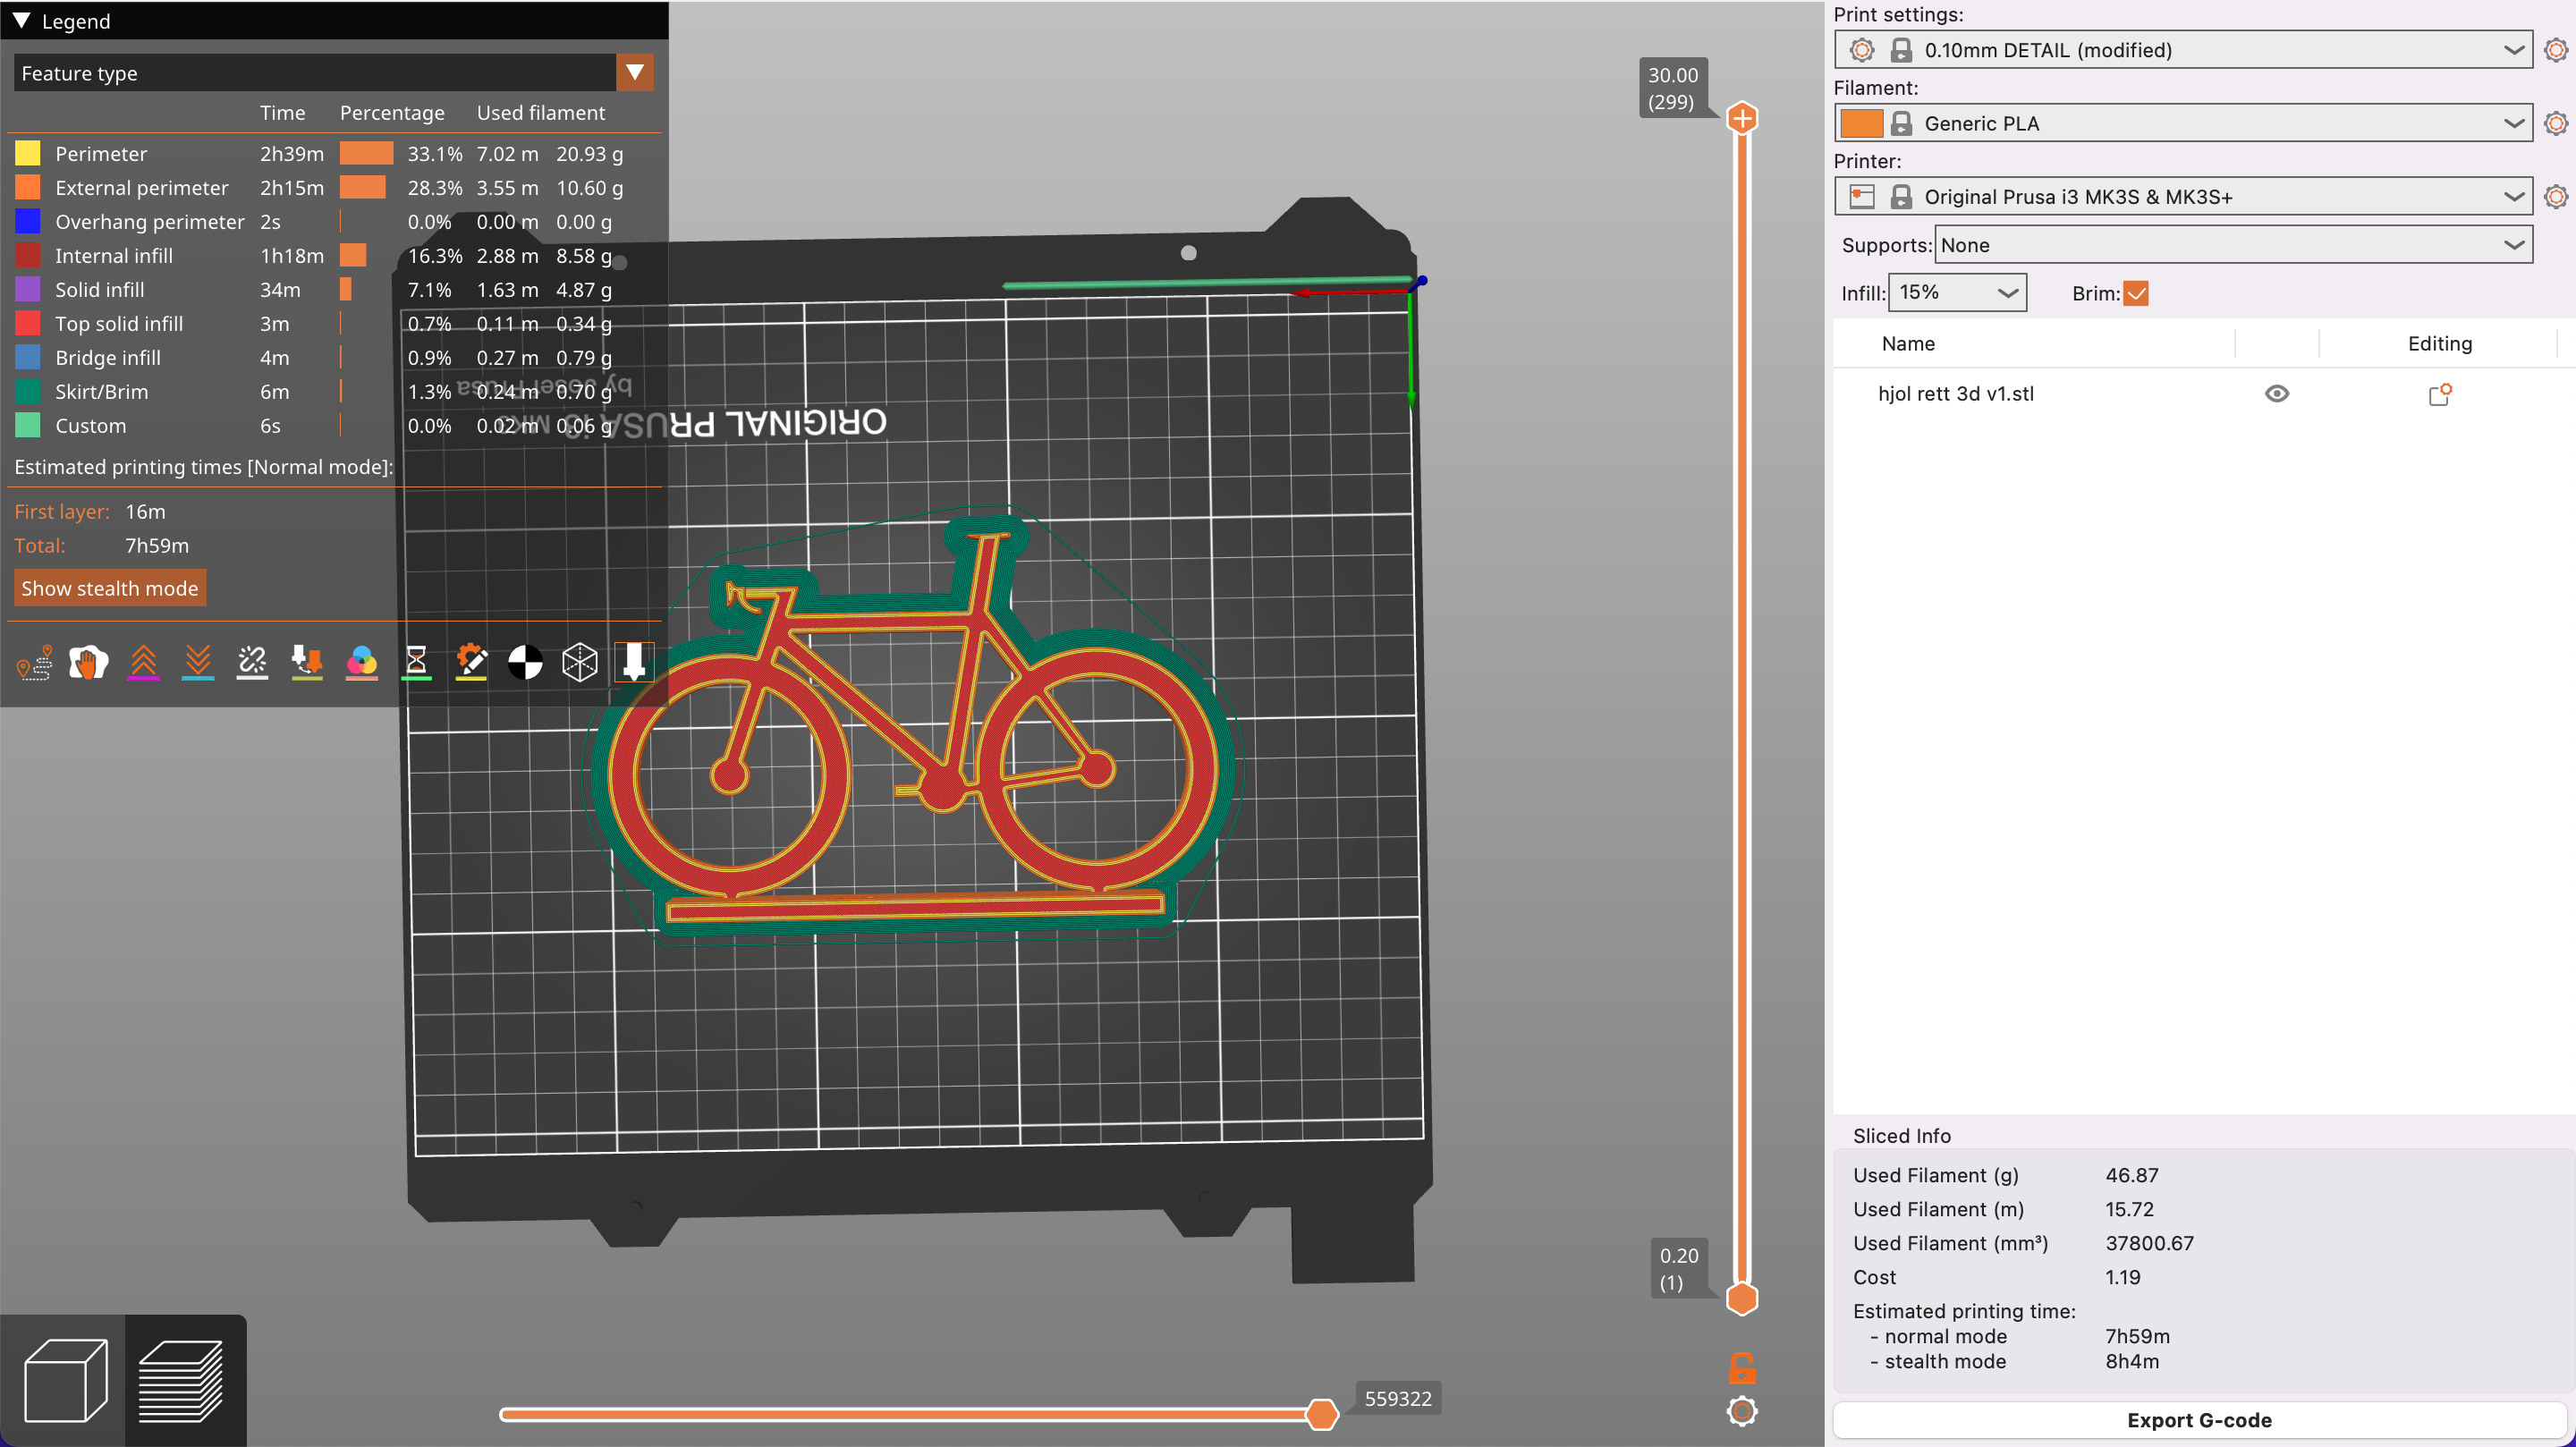 Legend
Feature type
Time Percentage Used filament
Perimeter 2h39m 33.1% 7.02 m 20.93 g
External perimeter 2h15m 28.3% 3.55 m 10.60 g
Overhang perimeter 2s 0.0% 0.00 m 0.00 g
Internal infill 1h18m 16.3% 2.88 m 8.58 g
Solid infill 34m 7.1% 1.63 m 4.87 g
Top solid infill 3m 0.7% 0.11 m 0.34 g
Bridge infill 4m 0.9% 0.27 m 0.79 g
Skirt/Brim 6m 1.3% 0.24 m 0.70 g
Custom 6s 0.0% 0.02 m 0.06 g
Estimated printing times [Normal mode]:
First layer: 16m
Total: 7h59m
Show stealth mode
by Josef Prusa
ORIGINAL PRUSA i3 MK3
30.00
(299)
0.20
(1)
559322
Print settings:
0.10mm DETAIL (modified)
Filament:
Generic PLA
Printer:
Original Prusa i3 MK3S & MK3S+
Supports: None
Infill: 15% Brim:
Name Editing
hjol rett 3d v1.stl
Sliced Info
Used Filament (g) 46.87
Used Filament (m) 15.72
Used Filament (mm³) 37800.67
Cost 1.19
Estimated printing time:
- normal mode 7h59m
- stealth mode 8h4m
Export G-code